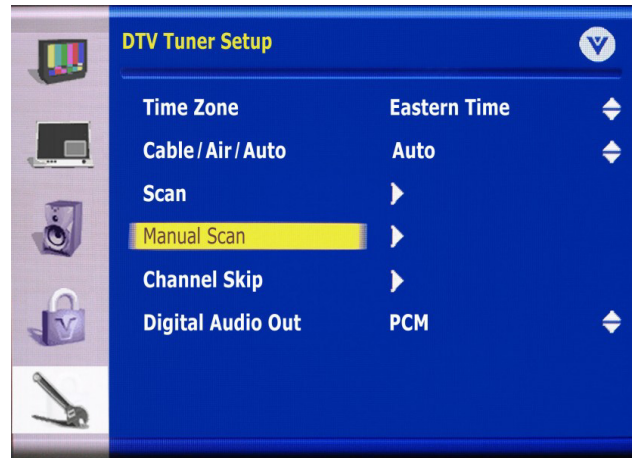 DTV Tuner Setup
Time Zone Eastern Time
Cable / Air / Auto Auto
Scan
Manual Scan
Channel Skip
Digital Audio Out PCM